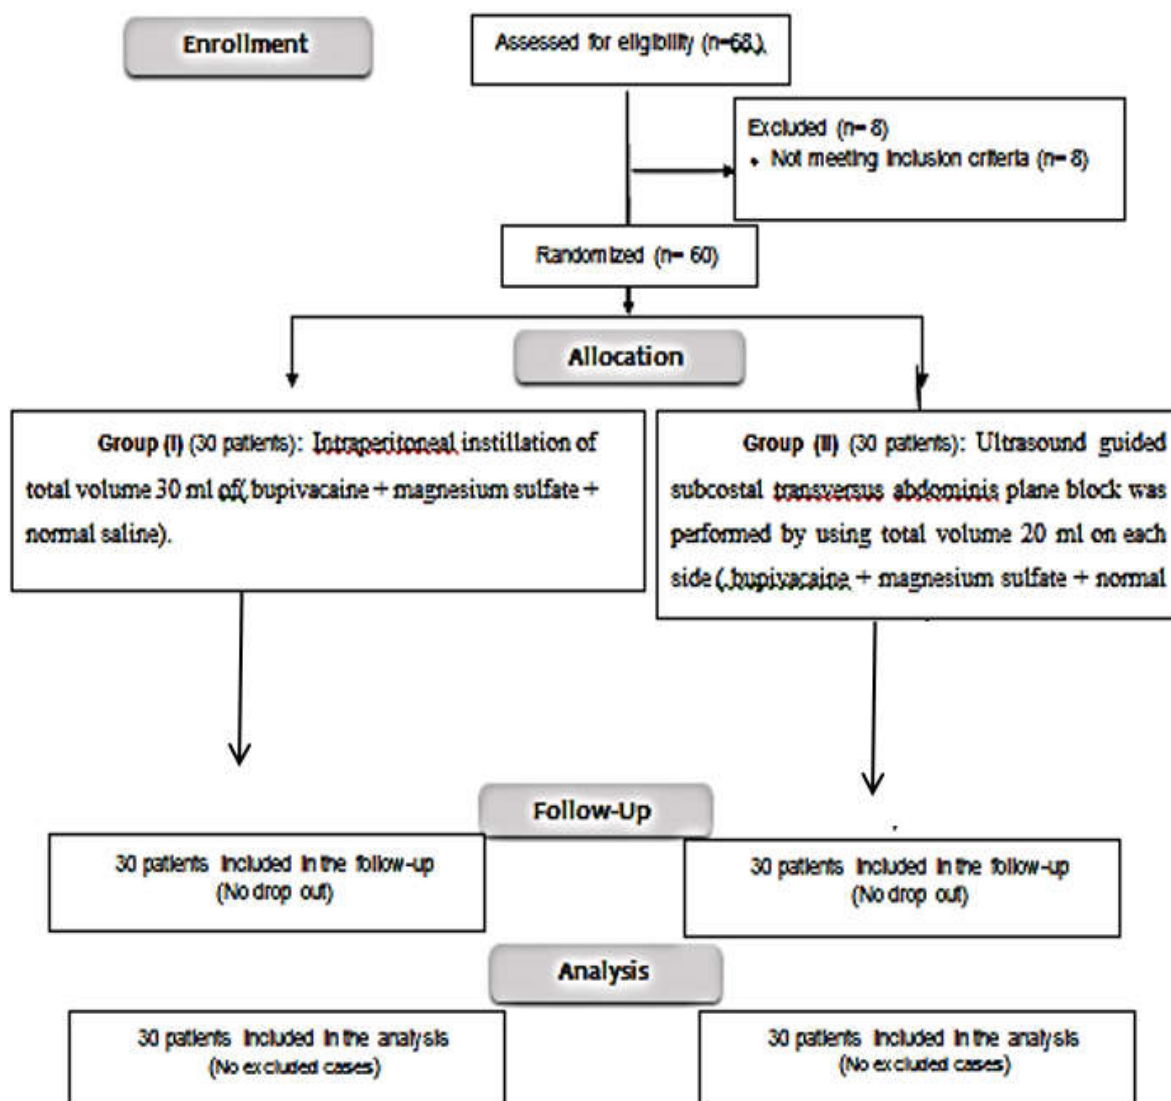 Enrollment
Assessed for eligibility (n=68.),
Excluded (n= 8)
• Not meeting inclusion criteria (n= 8)
Randomized (n= 60)
Allocation
Group (I) (30 patients): Intraperitoneal instillation of
total volume 30 ml of( bupivacaine + magnesium sulfate +
normal saline).
Group (II) (30 patients): Ultrasound guided
subcostal transversus abdominis plane block was
performed by using total volume 20 ml on each
side ( bupivacaine + magnesium sulfate + normal
Follow-Up
30 patients included in the follow-up
(No drop out)
30 patients included in the follow-up
(No drop out)
Analysis
30 patients included in the analysis
(No excluded cases)
30 patients included in the analysis
(No excluded cases)